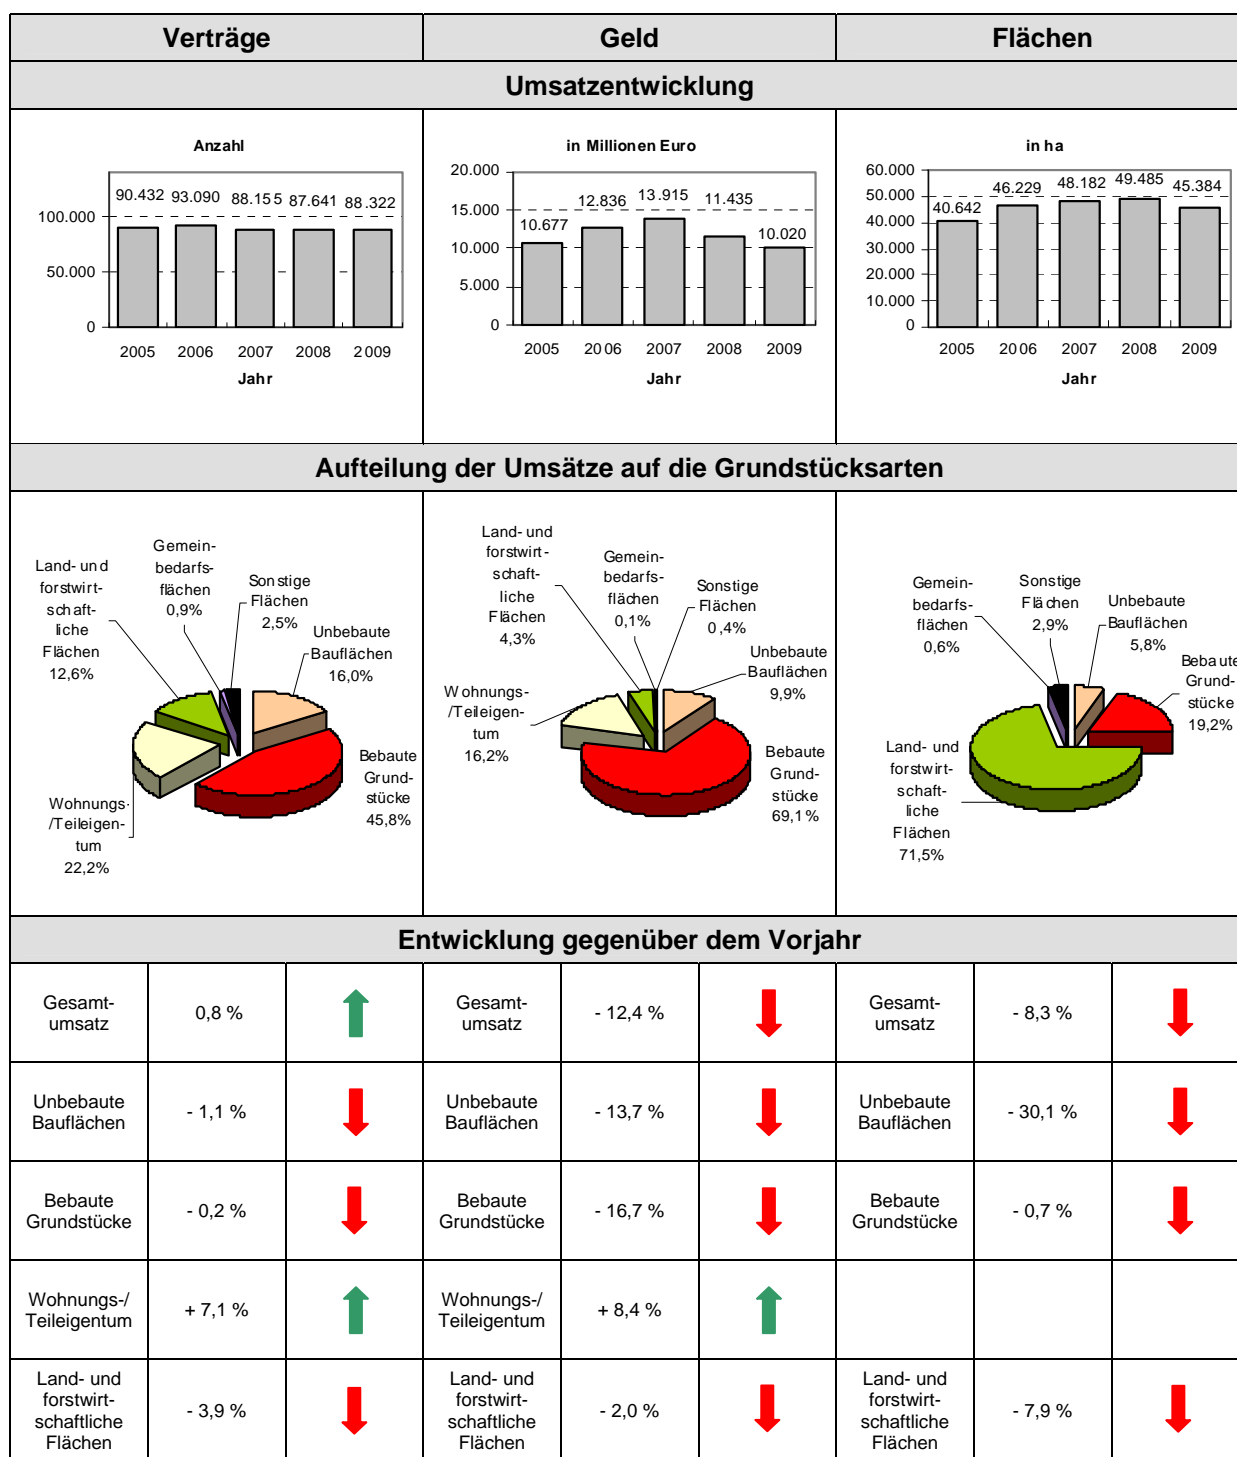 Verträge
Geld
Flächen
Umsatzentwicklung
Anzahl
100.000
50.000
0
90.432
93.090
88.155
87.641
88.322
2005
2006
2007
2008
2009
Jahr
in Millionen Euro
20.000
15.000
10.000
5.000
0
10.677
12.836
13.915
11.435
10.020
2005
2006
2007
2008
2009
Jahr
in ha
60.000
50.000
40.000
30.000
20.000
10.000
0
40.642
46.229
48.182
49.485
45.384
2005
2006
2007
2008
2009
Jahr
Aufteilung der Umsätze auf die Grundstücksarten
Land- und
forstwirt-
schaft-
liche
Flächen
12,6%
Gemein-
bedarfs-
flächen
0,9%
Sonstige
Flächen
2,5%
Unbebaute
Bauflächen
16,0%
Bebaute
Grund-
stücke
45,8%
Wohnungs-
/Teileigen-
tum
22,2%
Land- und
forstwirt-
schaft-
liche
Flächen
4,3%
Gemein-
bedarfs-
flächen
0,1%
Sonstige
Flächen
0,4%
Unbebaute
Bauflächen
9,9%
Wohnungs-
/Teileigen-
tum
16,2%
Bebaute
Grund-
stücke
69,1%
Gemein-
bedarfs-
flächen
0,6%
Sonstige
Flächen
2,9%
Unbebaute
Bauflächen
5,8%
Bebaute
Grund-
stücke
19,2%
Land- und
forstwirt-
schaft-
liche
Flächen
71,5%
Entwicklung gegenüber dem Vorjahr
Gesamt-
umsatz
0,8 %
Gesamt-
umsatz
- 12,4 %
Gesamt-
umsatz
- 8,3 %
Unbebaute
Bauflächen
- 1,1 %
Unbebaute
Bauflächen
- 13,7 %
Unbebaute
Bauflächen
- 30,1 %
Bebaute
Grundstücke
- 0,2 %
Bebaute
Grundstücke
- 16,7 %
Bebaute
Grundstücke
- 0,7 %
Wohnungs-/
Teileigentum
+ 7,1 %
Wohnungs-/
Teileigentum
+ 8,4 %
Land- und
forstwirt-
schaftliche
Flächen
- 3,9 %
Land- und
forstwirt-
schaftliche
Flächen
- 2,0 %
Land- und
forstwirt-
schaftliche
Flächen
- 7,9 %